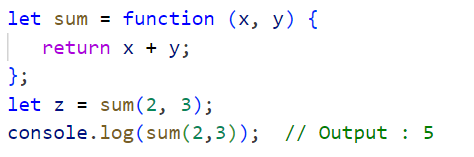 let sum = function (x, y) {
   return x + y;
};
let z = sum(2, 3);
console.log(sum(2,3));  // Output : 5